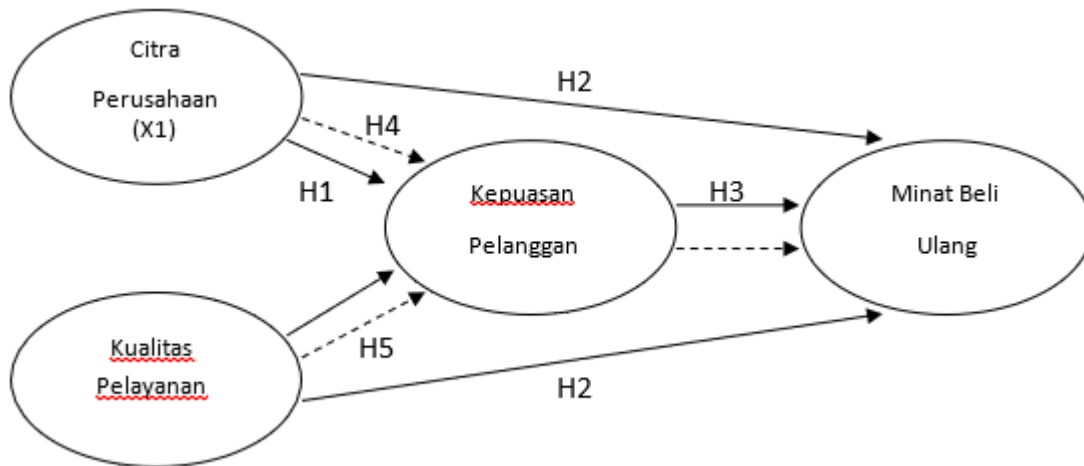 Citra
Perusahaan
(X1)
H2
H4
H1
Kepuasan
Pelanggan
H3
Minat Beli
Ulang
Kualitas
Pelayanan
H5
H2